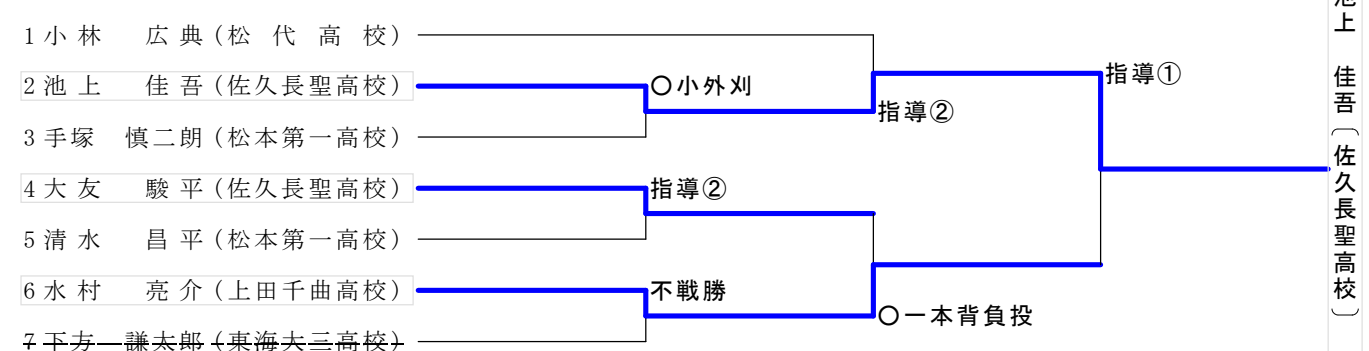 1 小林 広典 (松代高校)
2 池上 佳吾 (佐久長聖高校)
3 手塚 慎二朗 (松本第一高校)
4 大友 駿平 (佐久長聖高校)
5 清水 昌平 (松本第一高校)
6 水村 亮介 (上田千曲高校)
7 下方 謙太郎 (東海大三高校)
〇小外刈
指導②
不戦勝
指導②
〇一本背負投
指導①
池上 佳吾 (佐久長聖高校)